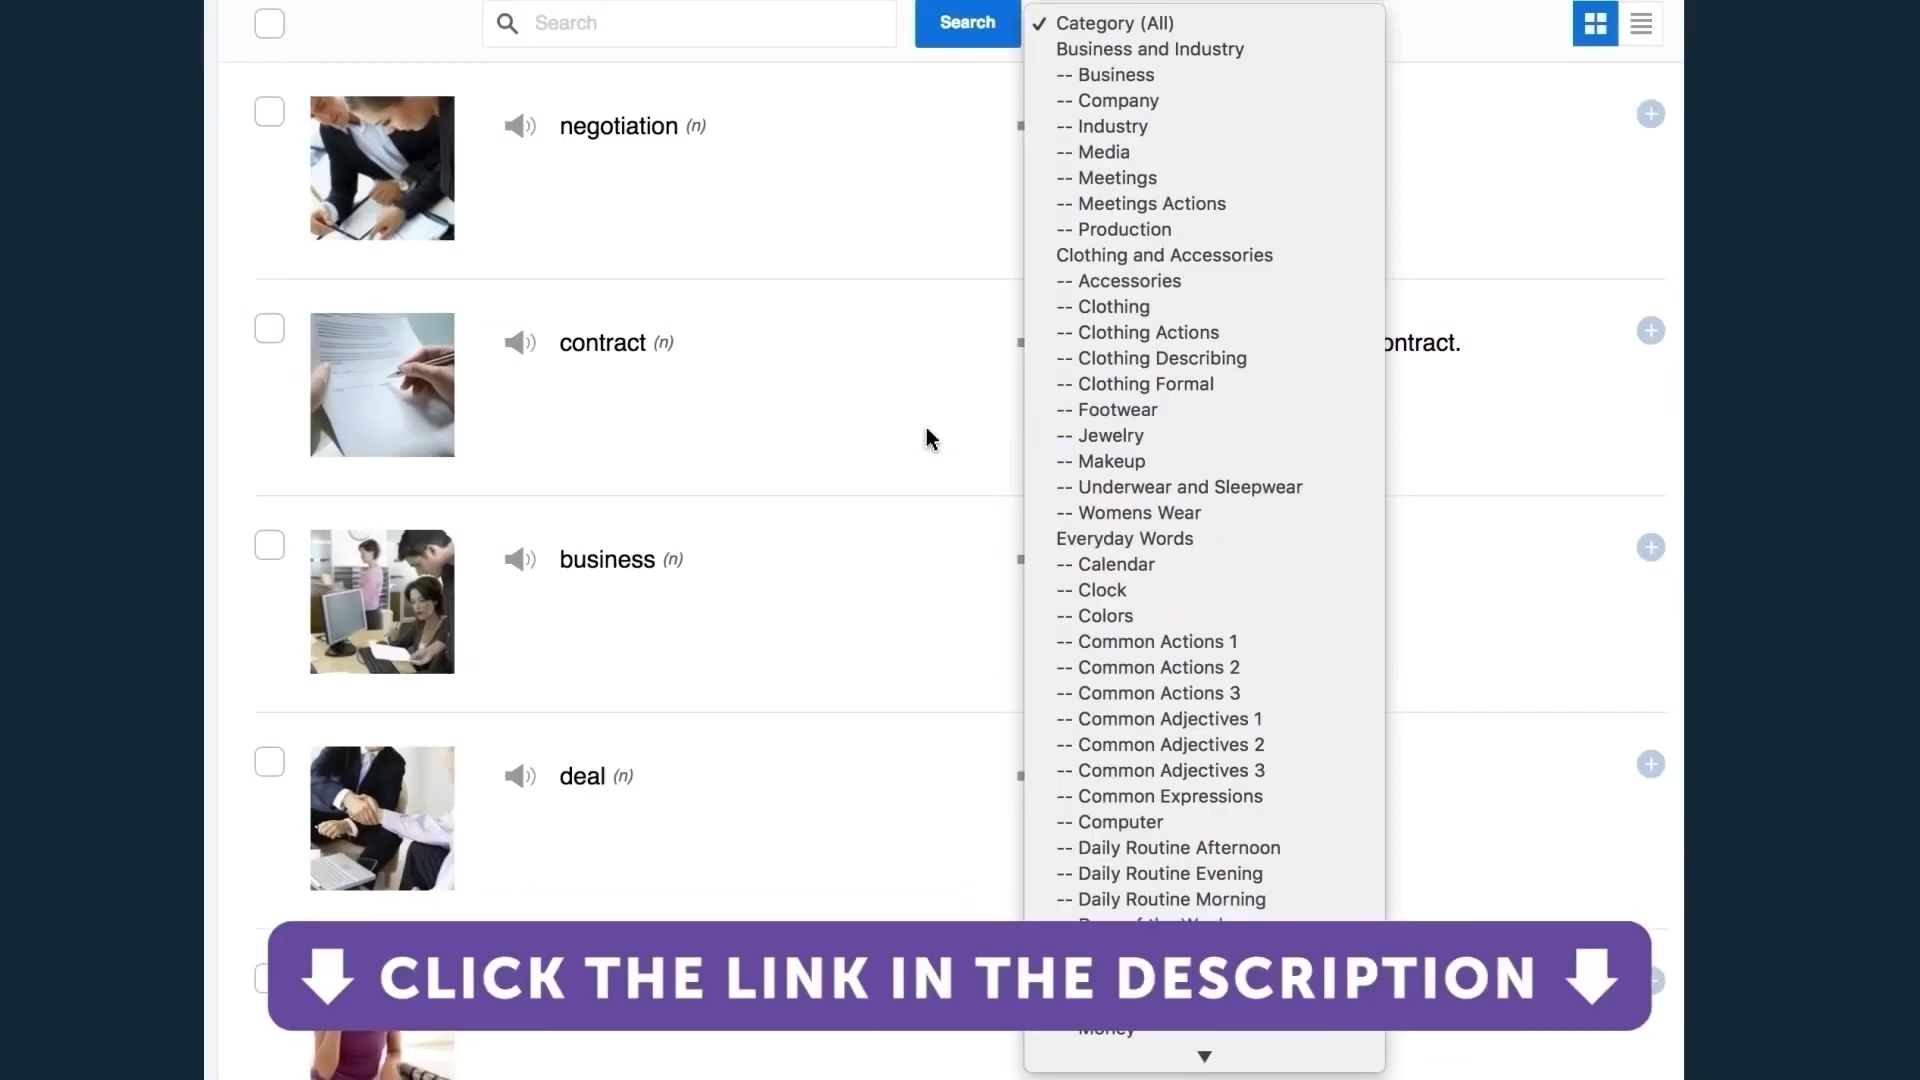 Search
Search
✓ Category (All)
Business and Industry
-- Business
-- Company
-- Industry
-- Media
-- Meetings
-- Meetings Actions
-- Production
Clothing and Accessories
-- Accessories
-- Clothing
-- Clothing Actions
-- Clothing Describing
-- Clothing Formal
-- Footwear
-- Jewelry
-- Makeup
-- Underwear and Sleepwear
-- Womens Wear
Everyday Words
-- Calendar
-- Clock
-- Colors
-- Common Actions 1
-- Common Actions 2
-- Common Actions 3
-- Common Adjectives 1
-- Common Adjectives 2
-- Common Adjectives 3
-- Common Expressions
-- Computer
-- Daily Routine Afternoon
-- Daily Routine Evening
-- Daily Routine Morning
Money
negotiation (n)
contract (n)
ontract.
business (n)
deal (n)
CLICK THE LINK IN THE DESCRIPTION